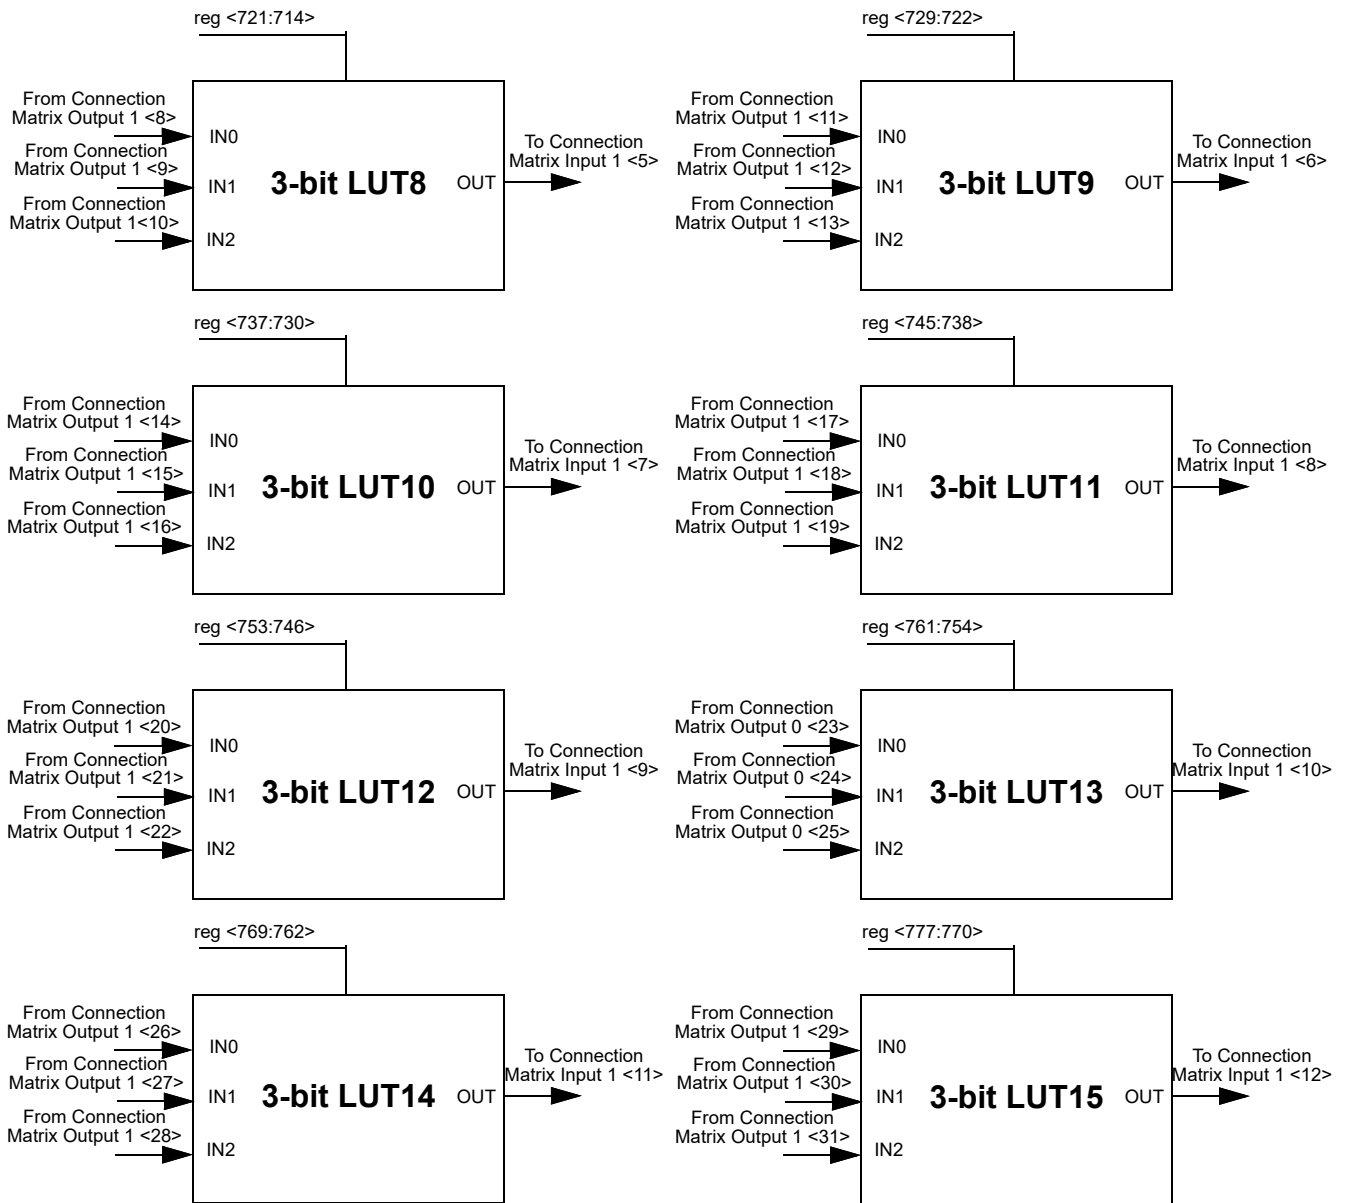 reg <721:714>
From Connection
Matrix Output 1 <8>
IN0
From Connection
Matrix Output 1 <9>
IN1
From Connection
Matrix Output 1<10>
IN2
3-bit LUT8
OUT
To Connection
Matrix Input 1 <5>
reg <729:722>
From Connection
Matrix Output 1 <11>
IN0
From Connection
Matrix Output 1 <12>
IN1
From Connection
Matrix Output 1 <13>
IN2
3-bit LUT9
OUT
To Connection
Matrix Input 1 <6>
reg <737:730>
From Connection
Matrix Output 1 <14>
IN0
From Connection
Matrix Output 1 <15>
IN1
From Connection
Matrix Output 1 <16>
IN2
3-bit LUT10
OUT
To Connection
Matrix Input 1 <7>
reg <745:738>
From Connection
Matrix Output 1 <17>
IN0
From Connection
Matrix Output 1 <18>
IN1
From Connection
Matrix Output 1 <19>
IN2
3-bit LUT11
OUT
To Connection
Matrix Input 1 <8>
reg <753:746>
From Connection
Matrix Output 1 <20>
IN0
From Connection
Matrix Output 1 <21>
IN1
From Connection
Matrix Output 1 <22>
IN2
3-bit LUT12
OUT
To Connection
Matrix Input 1 <9>
reg <761:754>
From Connection
Matrix Output 0 <23>
IN0
From Connection
Matrix Output 0 <24>
IN1
From Connection
Matrix Output 0 <25>
IN2
3-bit LUT13
OUT
To Connection
Matrix Input 1 <10>
reg <769:762>
From Connection
Matrix Output 1 <26>
IN0
From Connection
Matrix Output 1 <27>
IN1
From Connection
Matrix Output 1 <28>
IN2
3-bit LUT14
OUT
To Connection
Matrix Input 1 <11>
reg <777:770>
From Connection
Matrix Output 1 <29>
IN0
From Connection
Matrix Output 1 <30>
IN1
From Connection
Matrix Output 1 <31>
IN2
3-bit LUT15
OUT
To Connection
Matrix Input 1 <12>